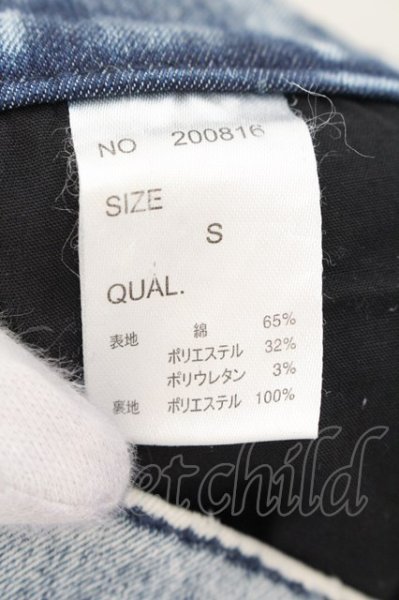 NO 200816
SIZE
S
QUAL.
表地 綿 65%
ポリエステル 32%
ポリウレタン 3%
裏地 ポリエステル 100%
etchild